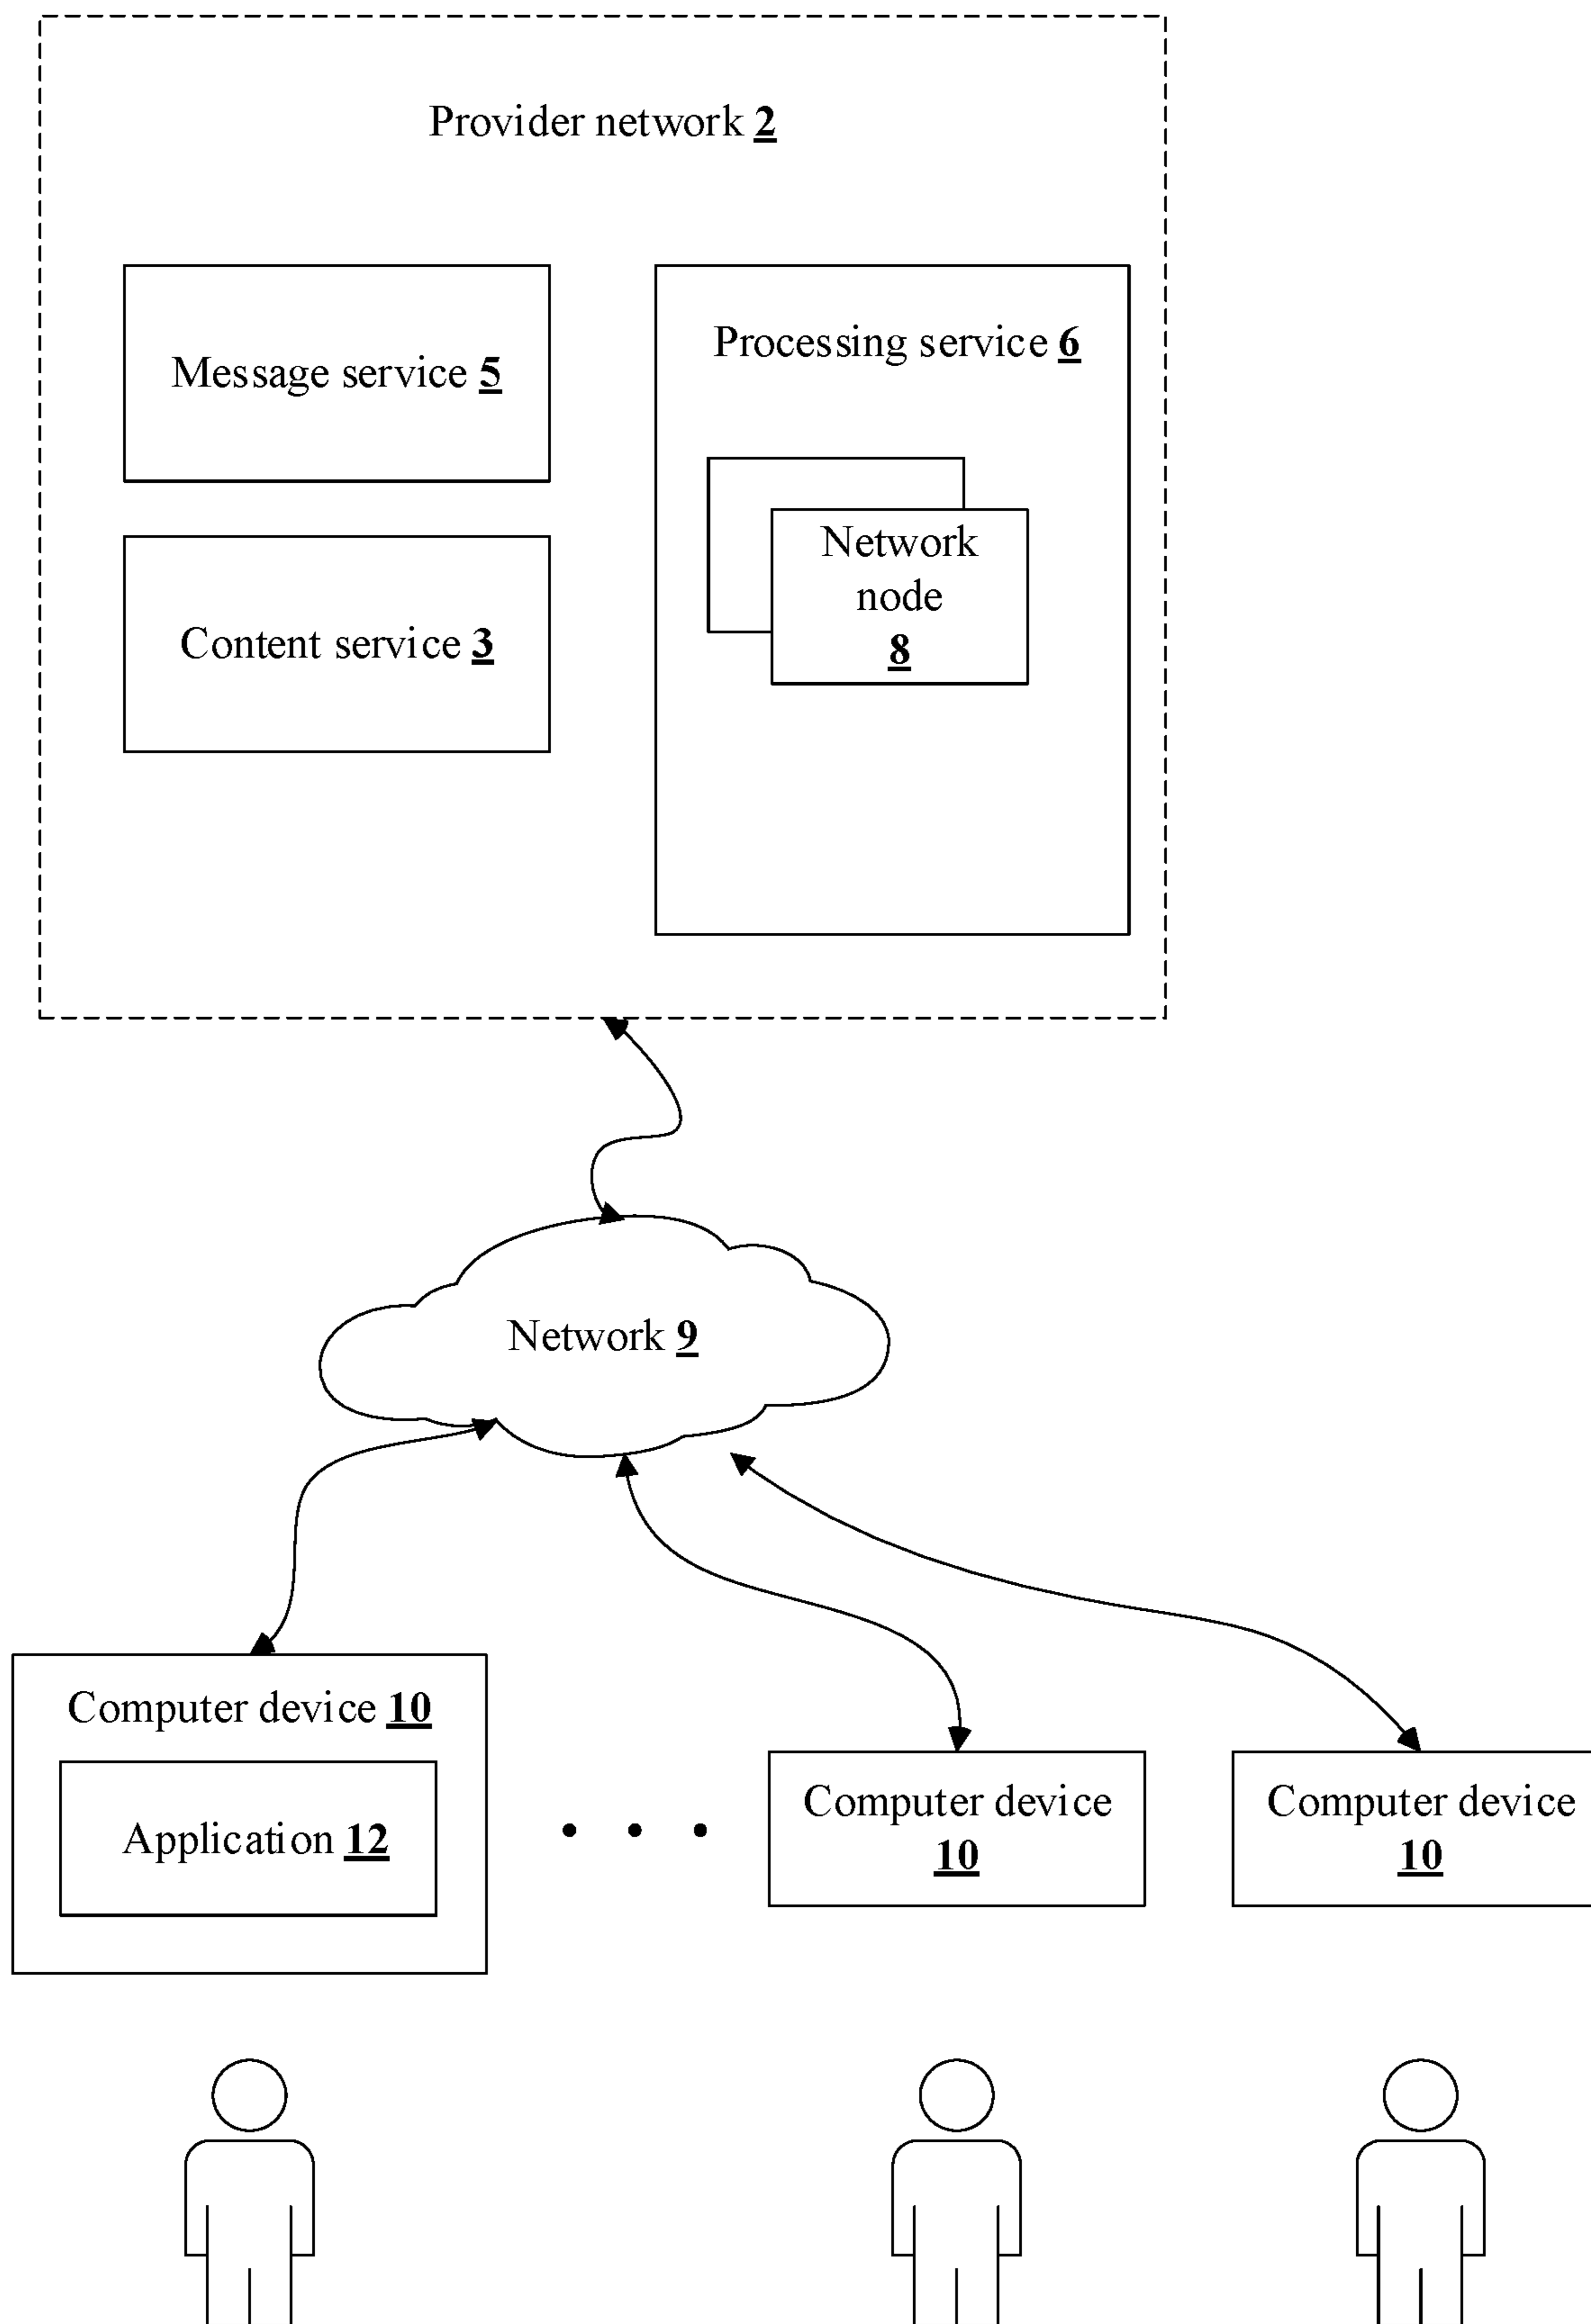 Provider network 2
Message service 5
Processing service 6
Network
node
8
Content service 3
Network 9
Computer device 10
Application 12
Computer device
10
Computer device
10